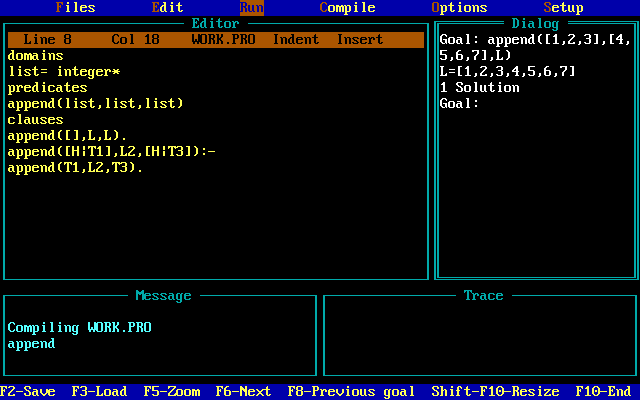 Files Edit Run Compile Options Setup
Editor
Line 8 Col 18 WORK.PRO Indent Insert
domains
list= integer*
predicates
append(list,list,list)
clauses
append([],L,L).
append([H|T1],L2,[H|T3]):-
append(T1,L2,T3).
Dialog
Goal: append([1,2,3],[4,
5,6,7],L)
L=[1,2,3,4,5,6,7]
1 Solution
Goal:
Message
Compiling WORK.PRO
append
Trace
F2-Save F3-Load F5-Zoom F6-Next F8-Previous goal Shift-F10-Resize F10-End